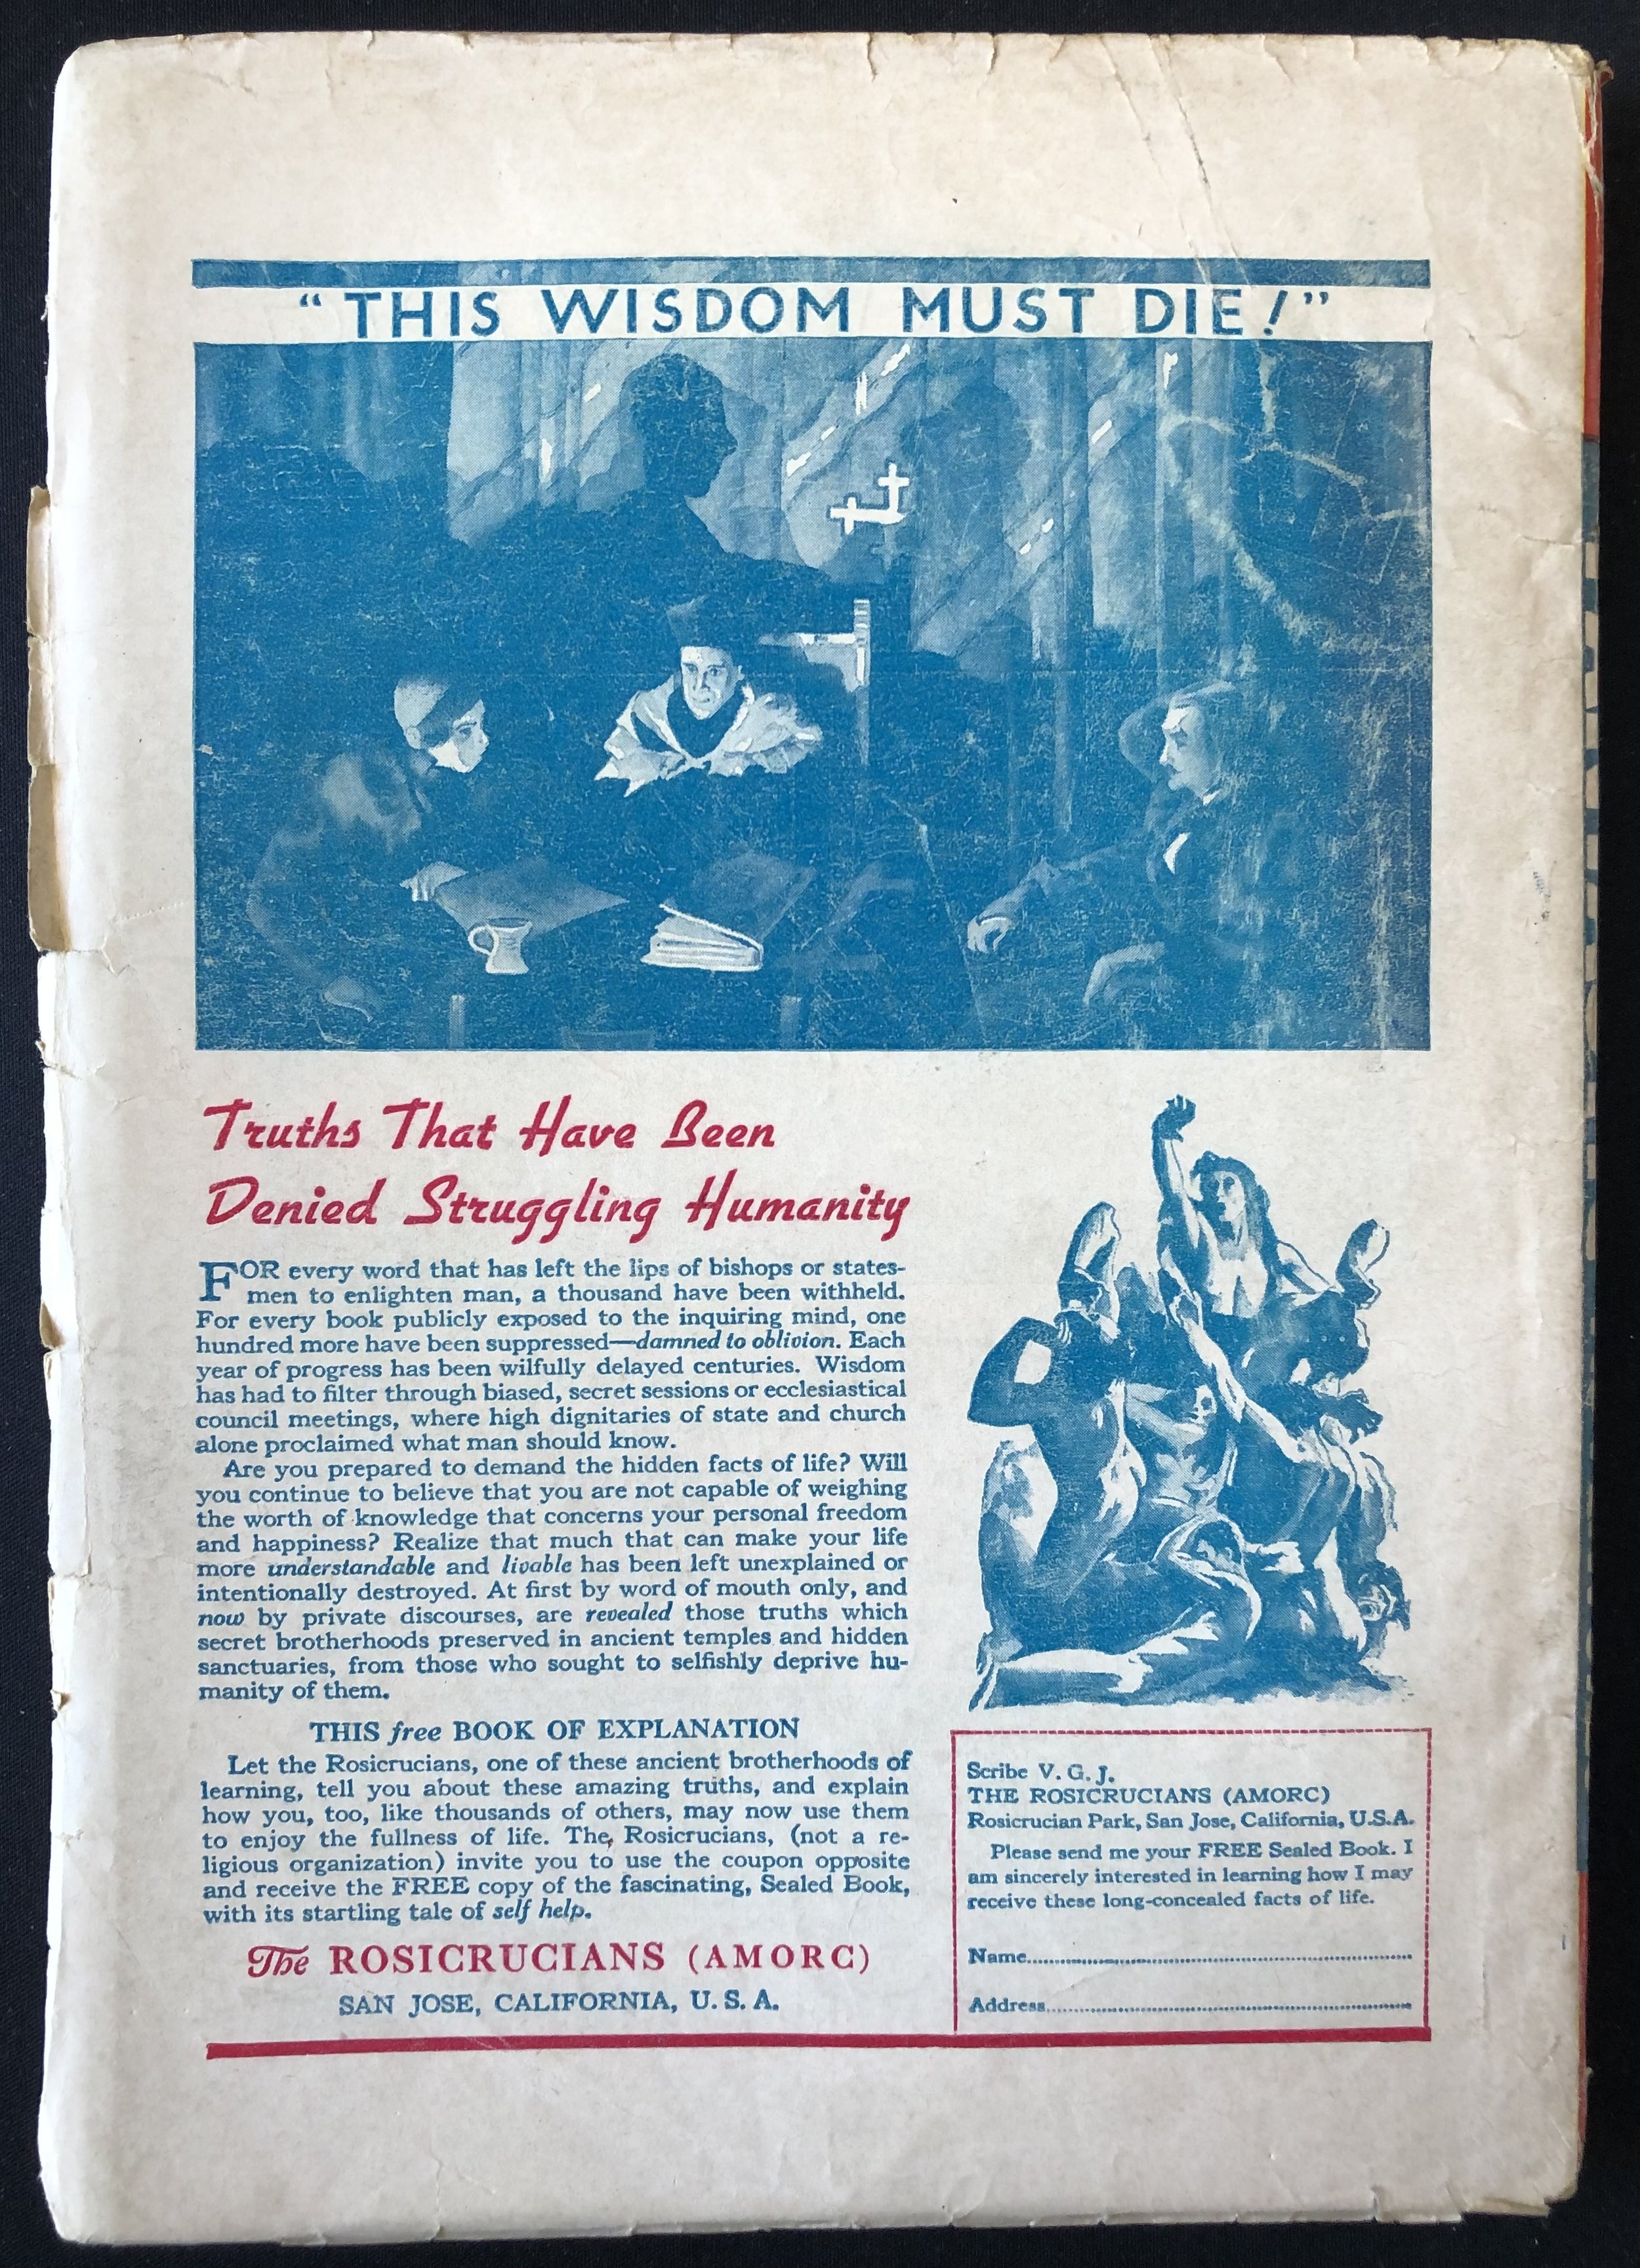 “THIS WISDOM MUST DIE!”
Truths That Have Been
Denied Struggling Humanity
FOR every word that has left the lips of bishops or states-
men to enlighten man, a thousand have been withheld.
For every book publicly exposed to the inquiring mind, one
hundred more have been suppressed—damned to oblivion. Each
year of progress has been wilfully delayed centuries. Wisdom
has had to filter through biased, secret sessions or ecclesiastical
council meetings, where high dignitaries of state and church
alone proclaimed what man should know.
Are you prepared to demand the hidden facts of life? Will
you continue to believe that you are not capable of weighing
the worth of knowledge that concerns your personal freedom
and happiness? Realize that much that can make your life
more understandable and livable has been left unexplained or
intentionally destroyed. At first by word of mouth only, and
now by private discourses, are revealed those truths which
secret brotherhoods preserved in ancient temples and hidden
sanctuaries, from those who sought to selfishly deprive hu-
manity of them.
THIS free BOOK OF EXPLANATION
Let the Rosicrucians, one of these ancient brotherhoods of
learning, tell you about these amazing truths, and explain
how you, too, like thousands of others, may now use them
to enjoy the fullness of life. The Rosicrucians, (not a re-
ligious organization) invite you to use the coupon opposite
and receive the FREE copy of the fascinating, Sealed Book,
with its startling tale of self help.
The ROSICRUCIANS (AMORC)
SAN JOSE, CALIFORNIA, U. S. A.
Scribe V. G. J.
THE ROSICRUCIANS (AMORC)
Rosicrucian Park, San Jose, California, U.S.A.
Please send me your FREE Sealed Book. I
am sincerely interested in learning how I may
receive these long-concealed facts of life.
Name
Address